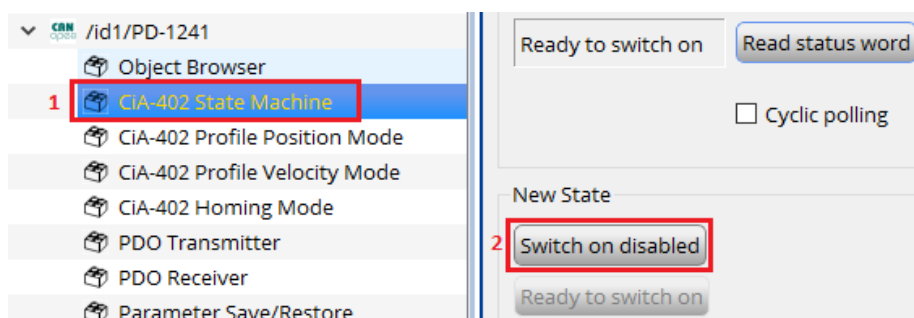 CAN
open
/id1/PD-1241
Object Browser
1 CiA-402 State Machine
CiA-402 Profile Position Mode
CiA-402 Profile Velocity Mode
CiA-402 Homing Mode
PDO Transmitter
PDO Receiver
Parameter Save/Restore
Ready to switch on
Read status word
Cyclic polling
New State
2 Switch on disabled
Ready to switch on